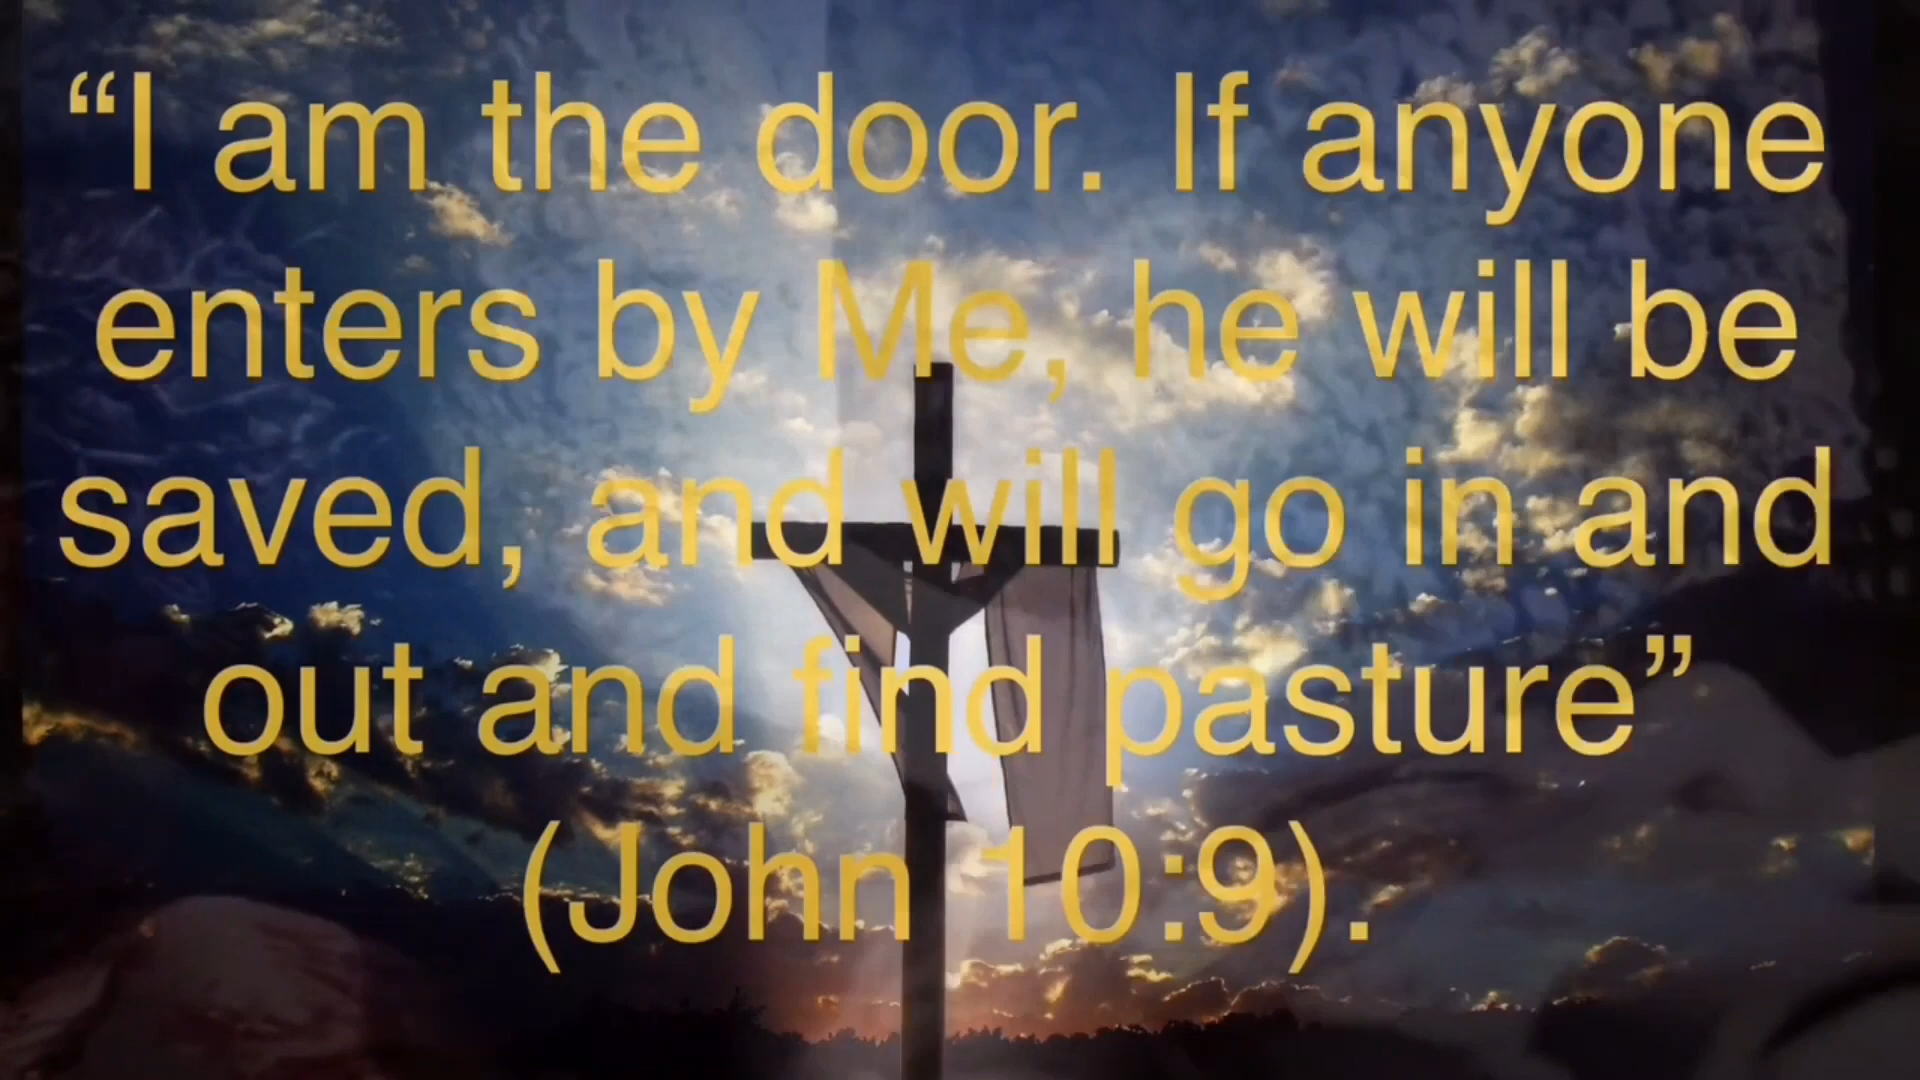 “I am the door. If anyone
enters by Me, he will be
saved, and will go in and
out and find pasture”
(John 10:9).